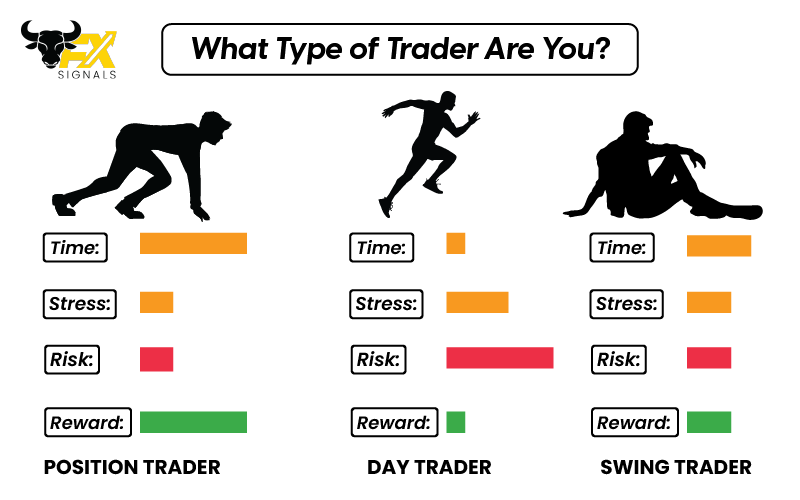 FX
SIGNALS
What Type of Trader Are You?
Time:
Stress:
Risk:
Reward:
POSITION TRADER
Time:
Stress:
Risk:
Reward:
DAY TRADER
Time:
Stress:
Risk:
Reward:
SWING TRADER